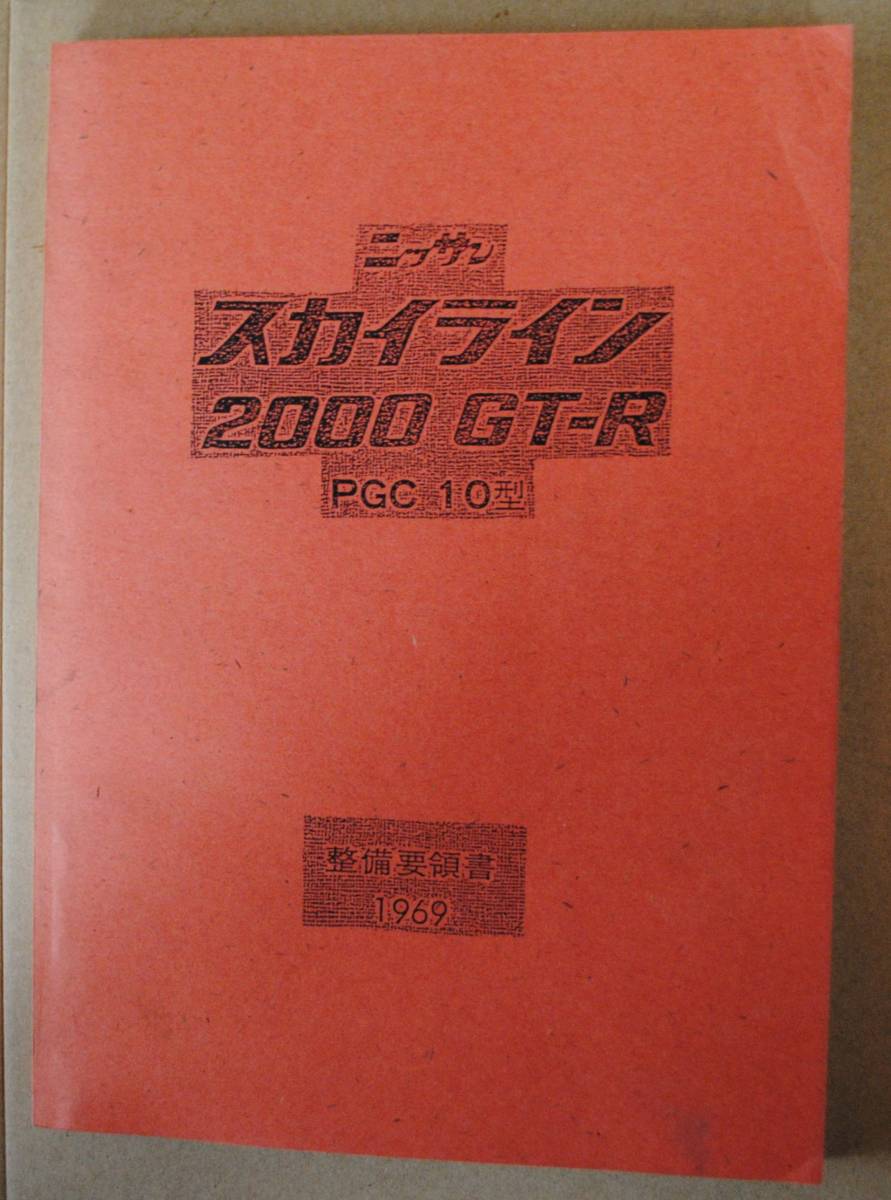 ニッサン
スカイライン
2000 GT-R
PGC 10型
整備要領書
1969